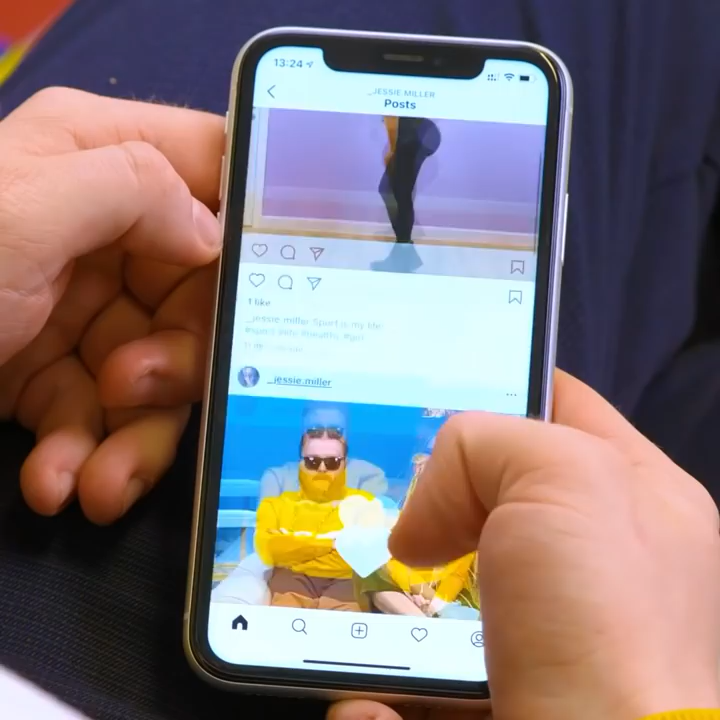 13:24
_JESSIE.MILLER
Posts
1 like
_jessie.miller Sport is my life
_jessie.miller